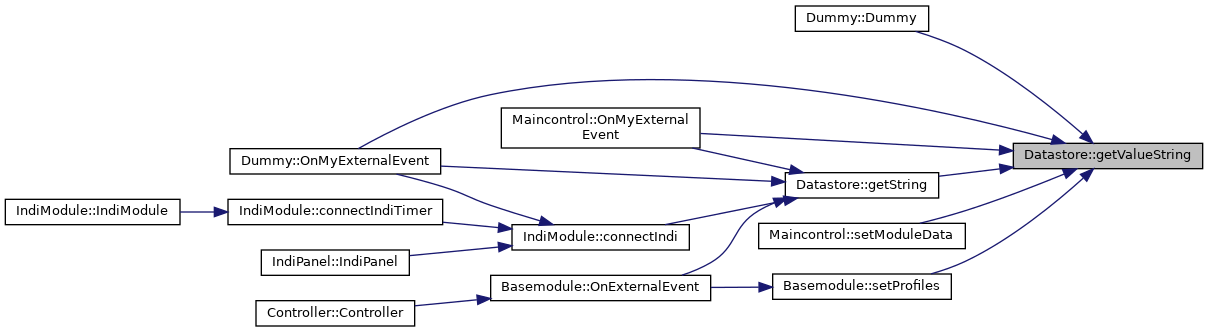 Dummy::Dummy
Maincontrol::OnMyExternal
Event
Datastore::getValueString
Dummy::OnMyExternalEvent
Datastore::getString
IndiModule::IndiModule
IndiModule::connectIndiTimer
IndiModule::connectIndi
Maincontrol::setModuleData
IndiPanel::IndiPanel
Basemodule::OnExternalEvent
Basemodule::setProfiles
Controller::Controller